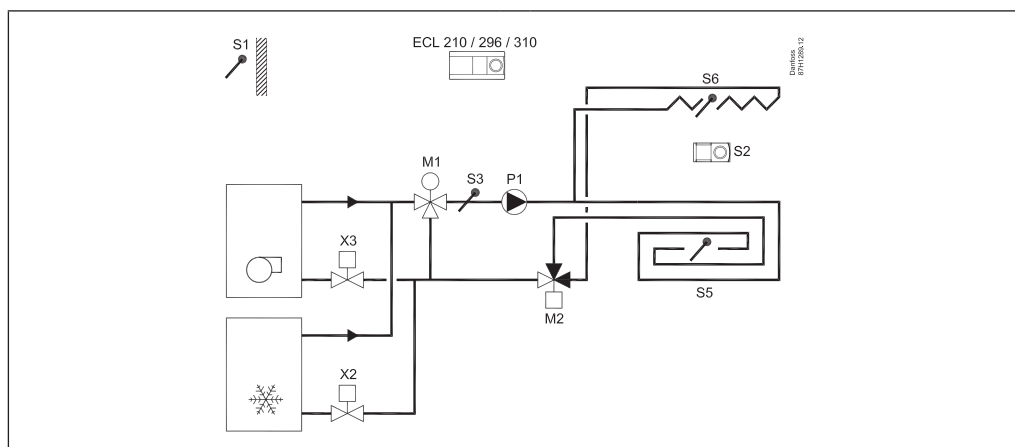 S1
ECL 210 / 296 / 310
Danfoss
87H1289.12
S6
S2
M1
S3
P1
X3
S5
M2
X2